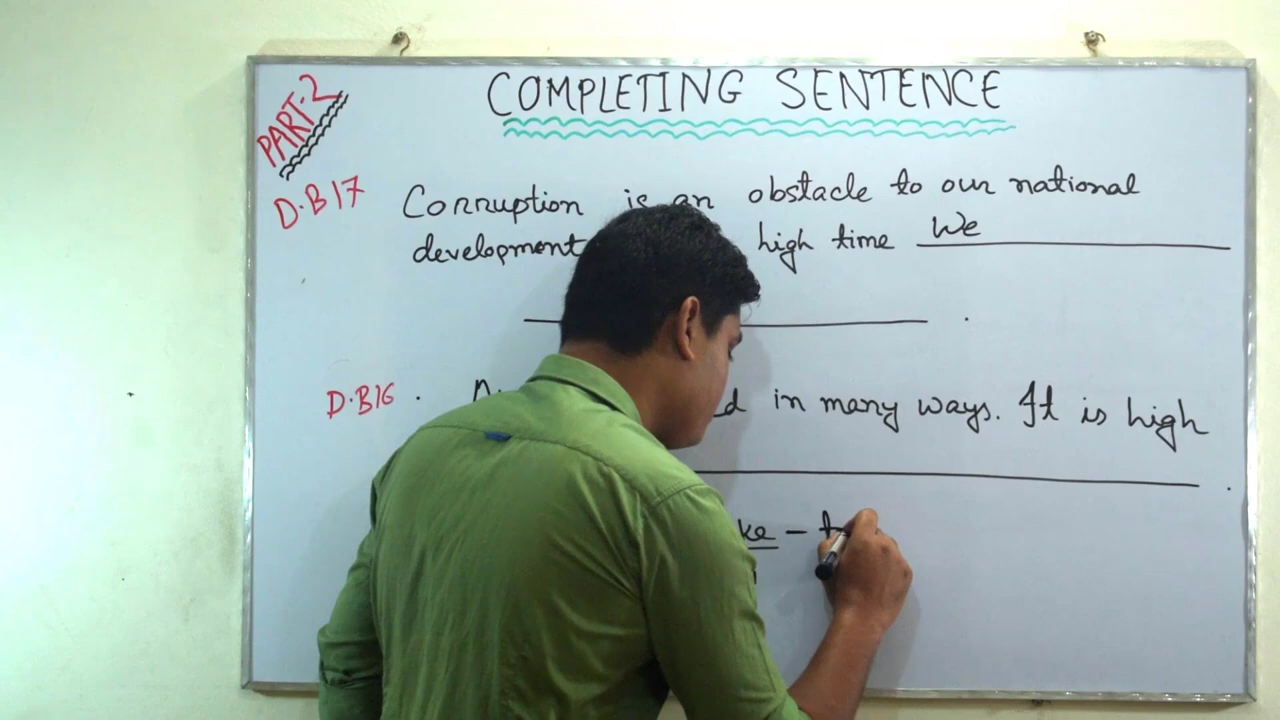 PART-2
COMPLETING SENTENCE
D.B17 Corruption is an obstacle to our national
development high time We
D.B16 . in many ways. It is high
ke -